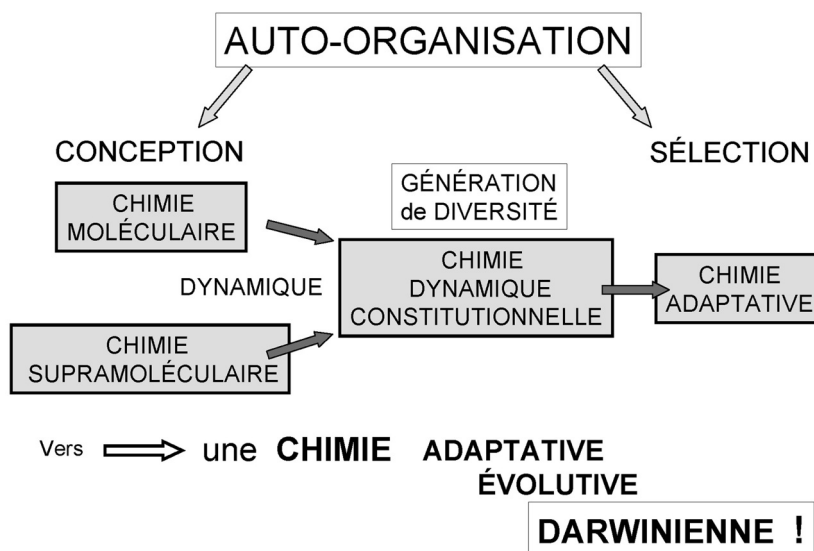 AUTO-ORGANISATION
CONCEPTION
SÉLECTION
CHIMIE
MOLÉCULAIRE
GÉNÉRATION
de DIVERSITÉ
DYNAMIQUE
CHIMIE
DYNAMIQUE
CONSTITUTIONNELLE
CHIMIE
ADAPTATIVE
CHIMIE
SUPRAMOLÉCULAIRE
Vers une CHIMIE ADAPTATIVE
ÉVOLUTIVE
DARWINIENNE !